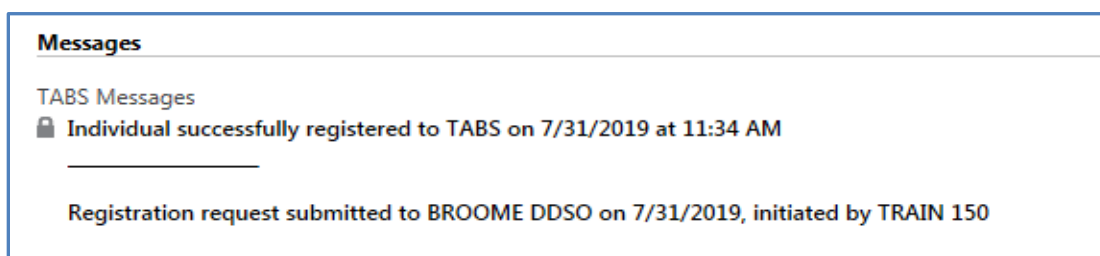 Messages
TABS Messages
Individual successfully registered to TABS on 7/31/2019 at 11:34 AM
Registration request submitted to BROOME DDSO on 7/31/2019, initiated by TRAIN 150